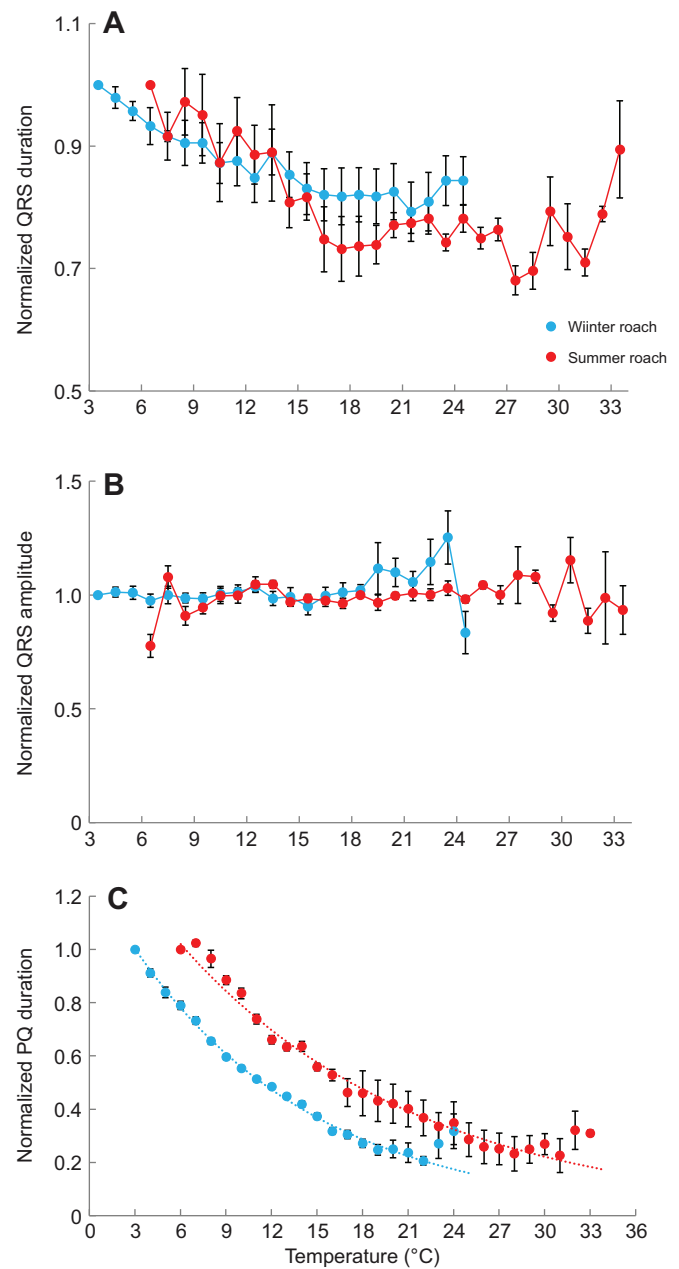 A
1.1
0.9
0.7
0.5
Normalized QRS duration
Wiinter roach
Summer roach
3 6 9 12 15 18 21 24 27 30 33
B
1.5
1.0
0.5
0
Normalized QRS amplitude
3 6 9 12 15 18 21 24 27 30 33
C
1.2
1.0
0.8
0.6
0.4
0.2
0
Normalized PQ duration
0 3 6 9 12 15 18 21 24 27 30 33 36
Temperature (°C)